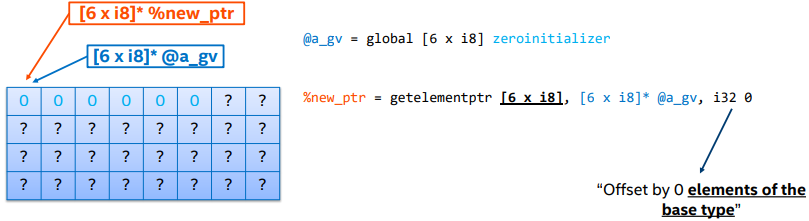 [6 x i8]* %new_ptr
[6 x i8]* @a_gv
@a_gv = global [6 x i8] zeroinitializer
0 0 0 0 0 0 ? ?
? ? ? ? ? ? ? ?
? ? ? ? ? ? ? ?
? ? ? ? ? ? ? ?
%new_ptr = getelementptr [6 x i8], [6 x i8]* @a_gv, i32 0
“Offset by 0 elements of the
base type”